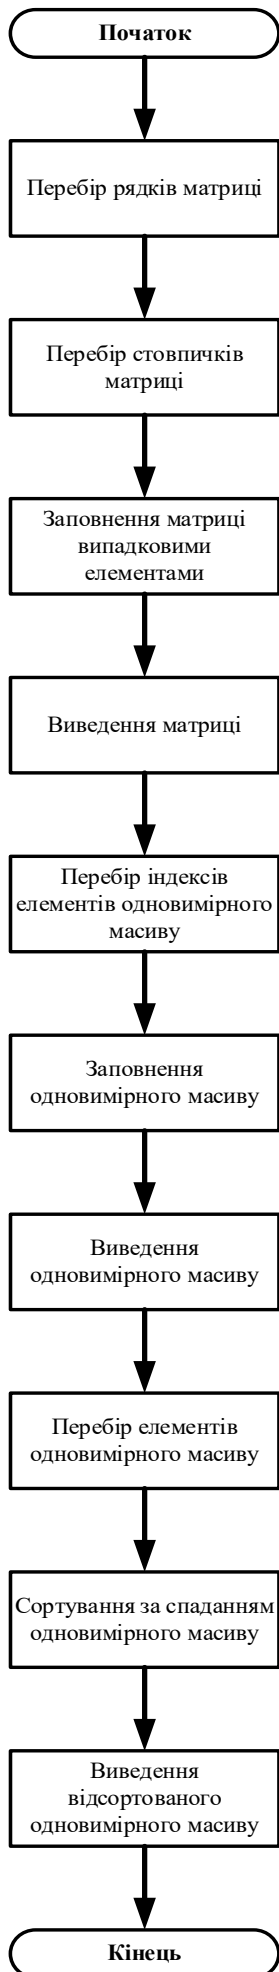 Початок
Перебір рядків матриці
Перебір стовпичків
матриці
Заповнення матриці
випадковими
елементами
Виведення матриці
Перебір індексів
елементів одновимірного
масиву
Заповнення
одновимірного масиву
Виведення
одновимірного масиву
Перебір елементів
одновимірного масиву
Сортування за спаданням
одновимірного масиву
Виведення
відсортованого
одновимірного масиву
Кінець